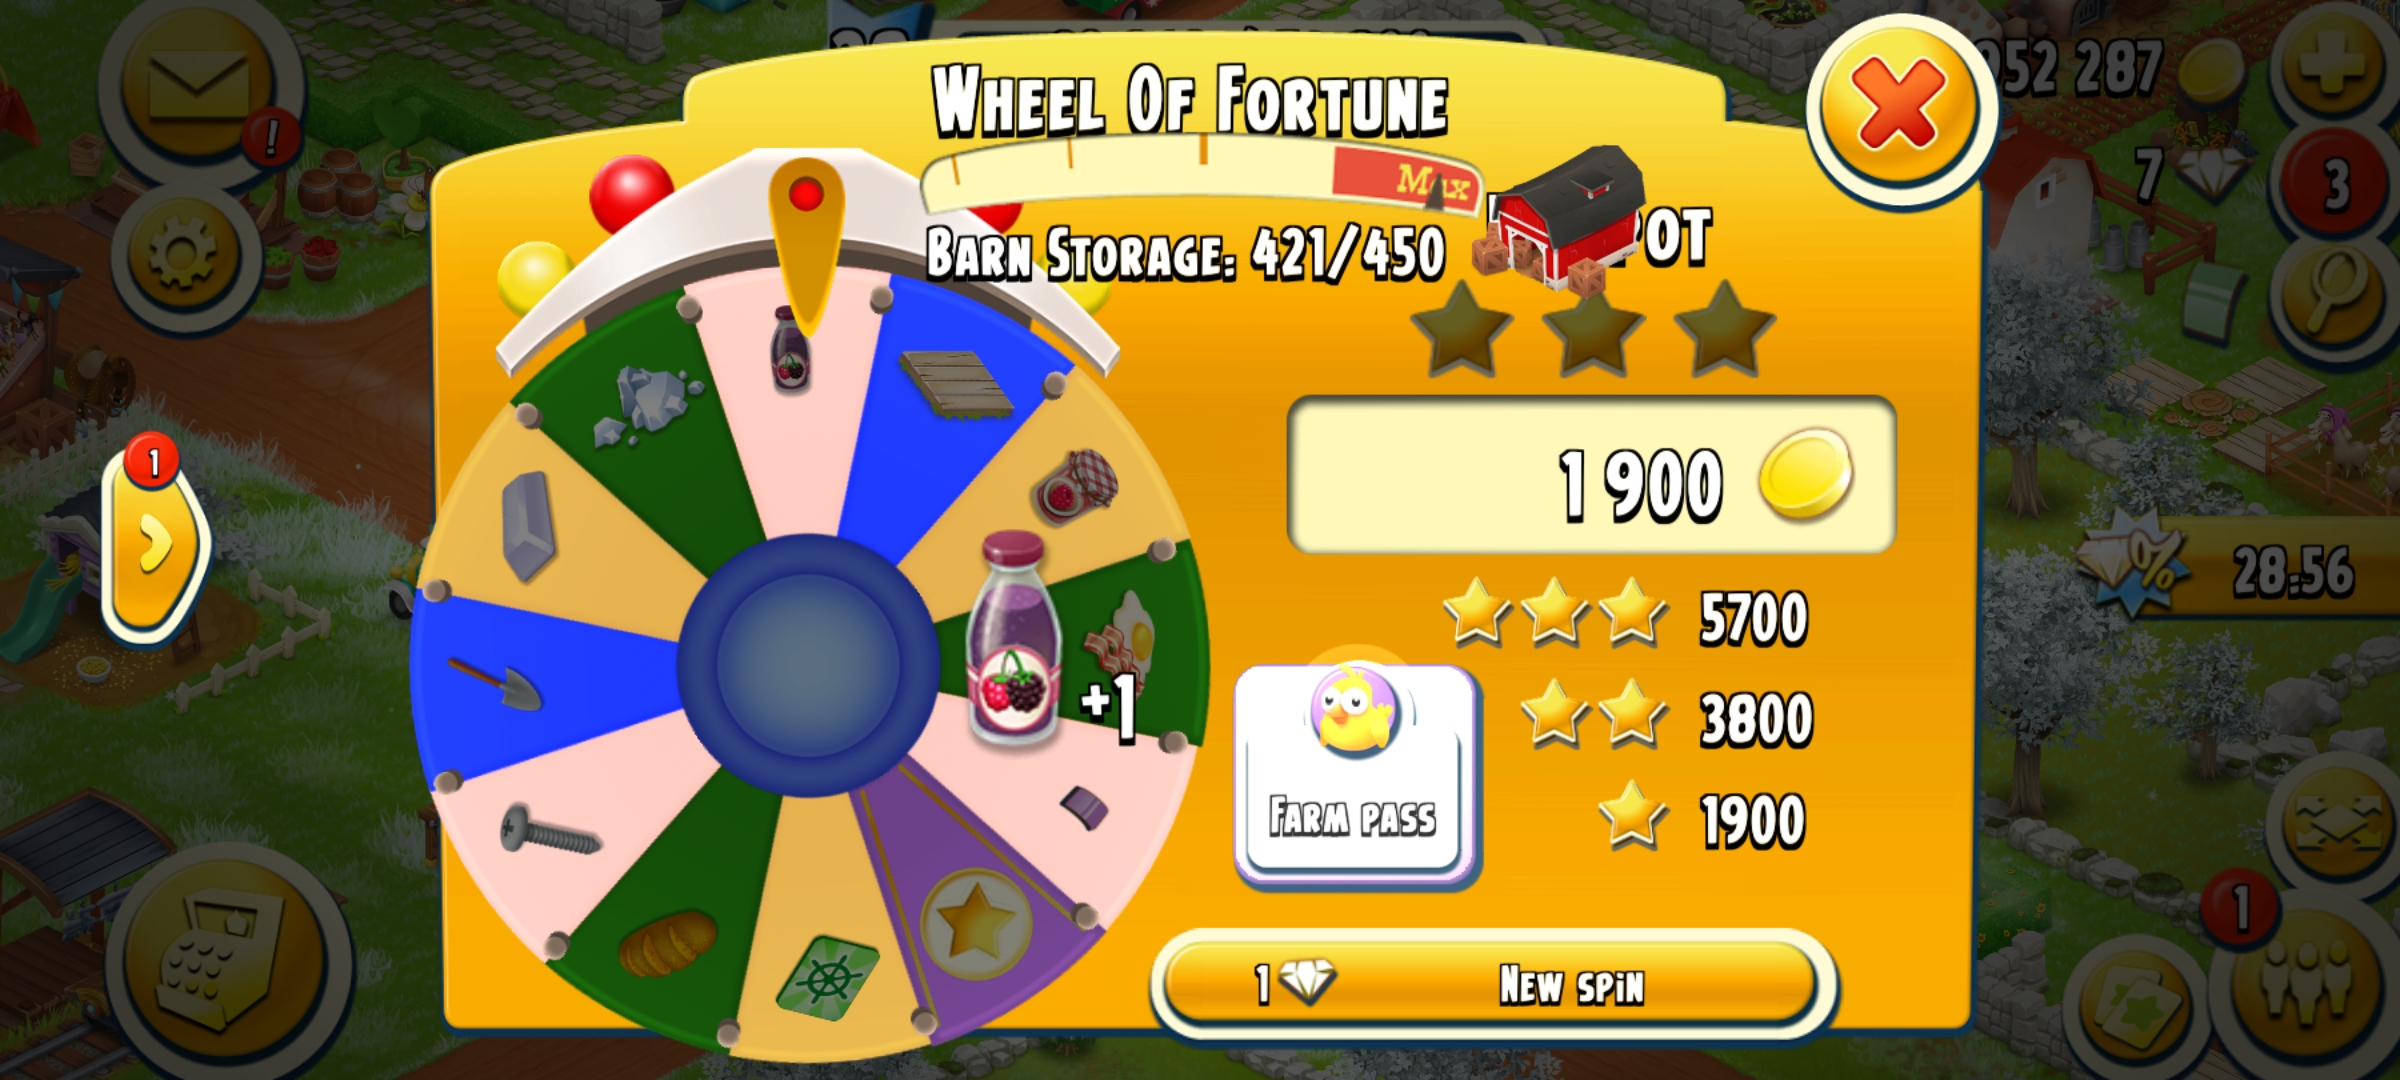 WHEEL OF FORTUNE
Max
BARN STORAGE: 421/450
OT
7
3
!
1
1 900
5700
3800
1900
+1
FARM PASS
%
28:56
1
1 NEW SPIN